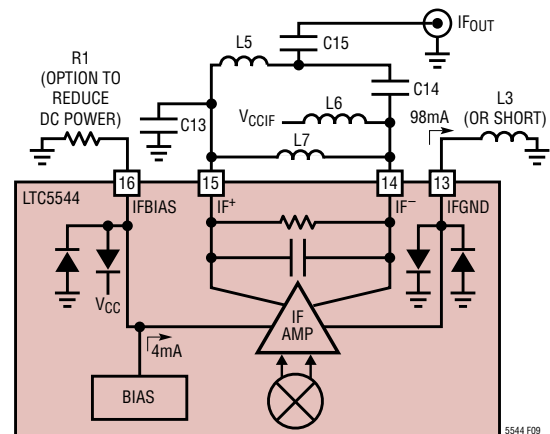 IFOUT
L5
C15
R1
(OPTION TO
REDUCE
DC POWER)
C14
L6
VCCIF
98mA
L3
(OR SHORT)
C13
L7
LTC5544
16
15
14
13
IFBIAS
IF+
IF−
IFGND
VCC
IF
AMP
4mA
BIAS
5544 F09